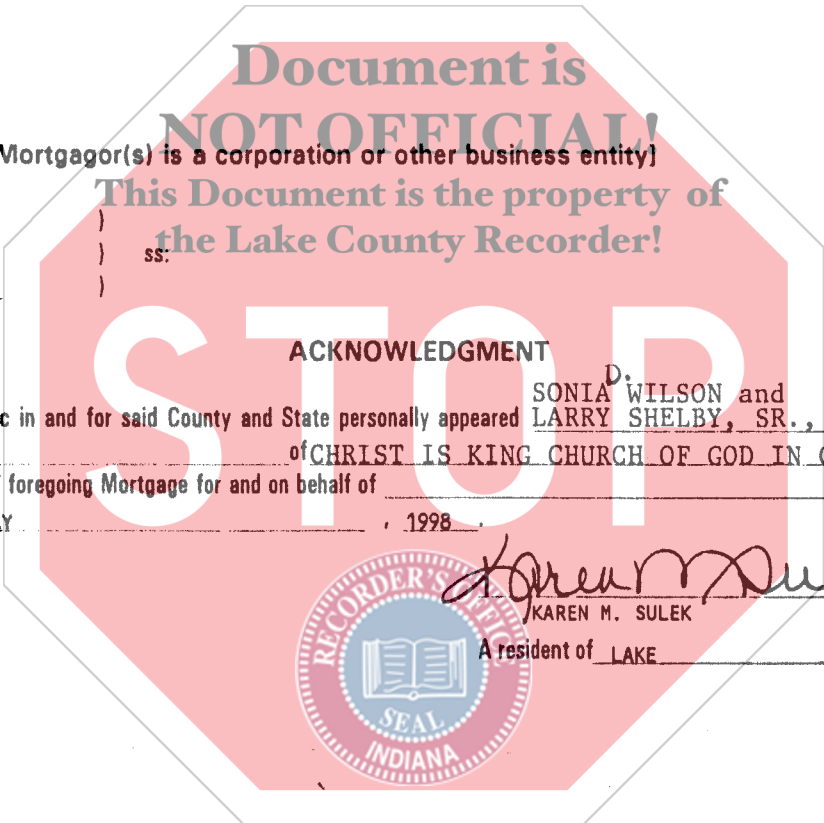 Document is
NOT OFFICIAL!
Mortgagor(s) is a corporation or other business entity]
This Document is the property of
)
the Lake County Recorder!
) ss:
)
STOP
ACKNOWLEDGMENT
D.
SONIA WILSON and
c in and for said County and State personally appeared LARRY SHELBY, SR.,
of CHRIST IS KING CHURCH OF GOD IN
foregoing Mortgage for and on behalf of
Y , 1998 .
Karen M Su
KAREN M. SULEK
A resident of LAKE
RECORDER'S OFFICE
SEAL
INDIANA